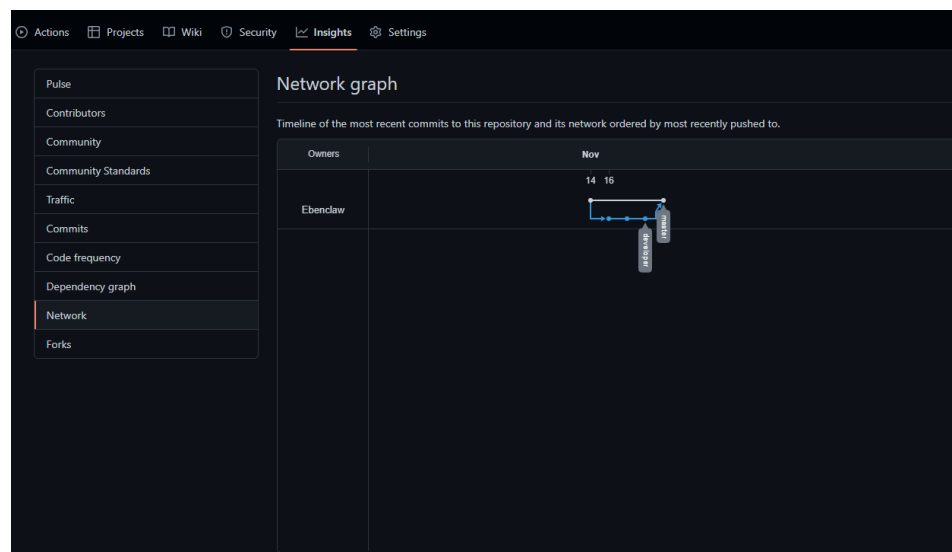 Actions Projects Wiki Security Insights Settings
Pulse
Contributors
Community
Community Standards
Traffic
Commits
Code frequency
Dependency graph
Network
Forks
Network graph
Timeline of the most recent commits to this repository and its network ordered by most recently pushed to.
Owners Nov
14 16
Ebenclaw
master
developer